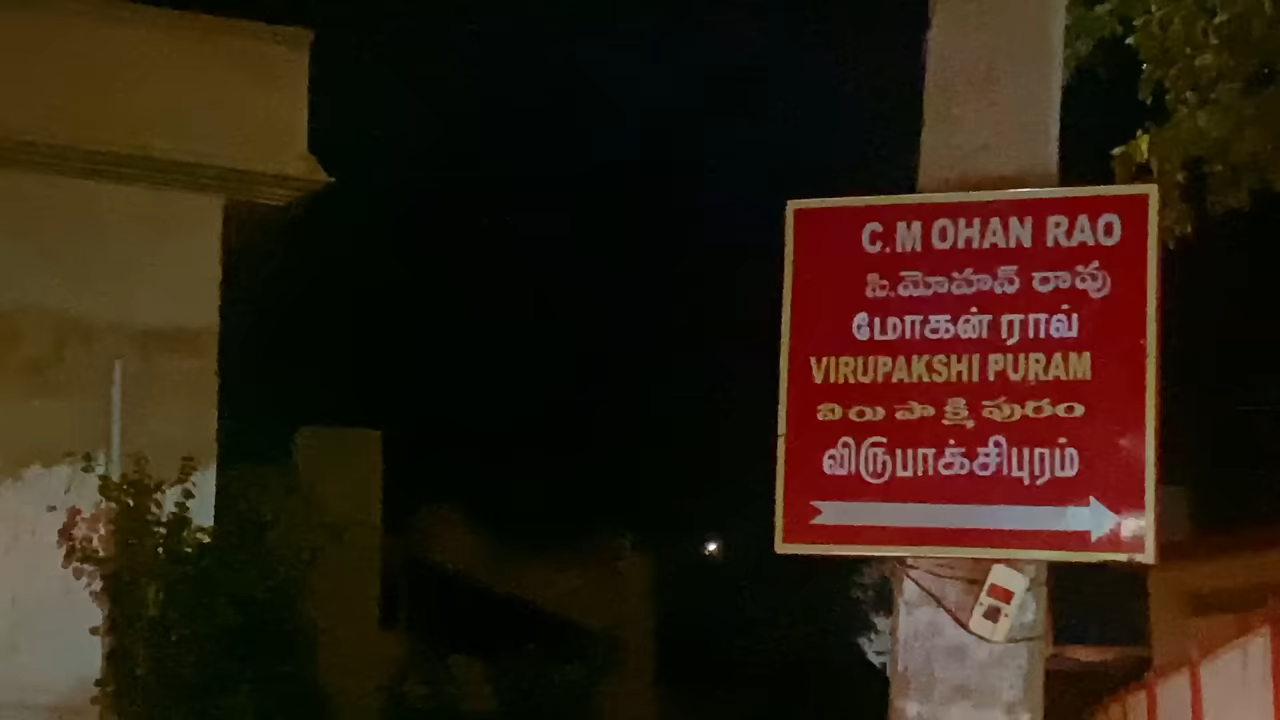 C.M OHAN RAO
సి.మోహన్ రావు
மோகன் ராவ்
VIRUPAKSHI PURAM
విరు పా క్షి పురం
விருபாக்சிபுரம்